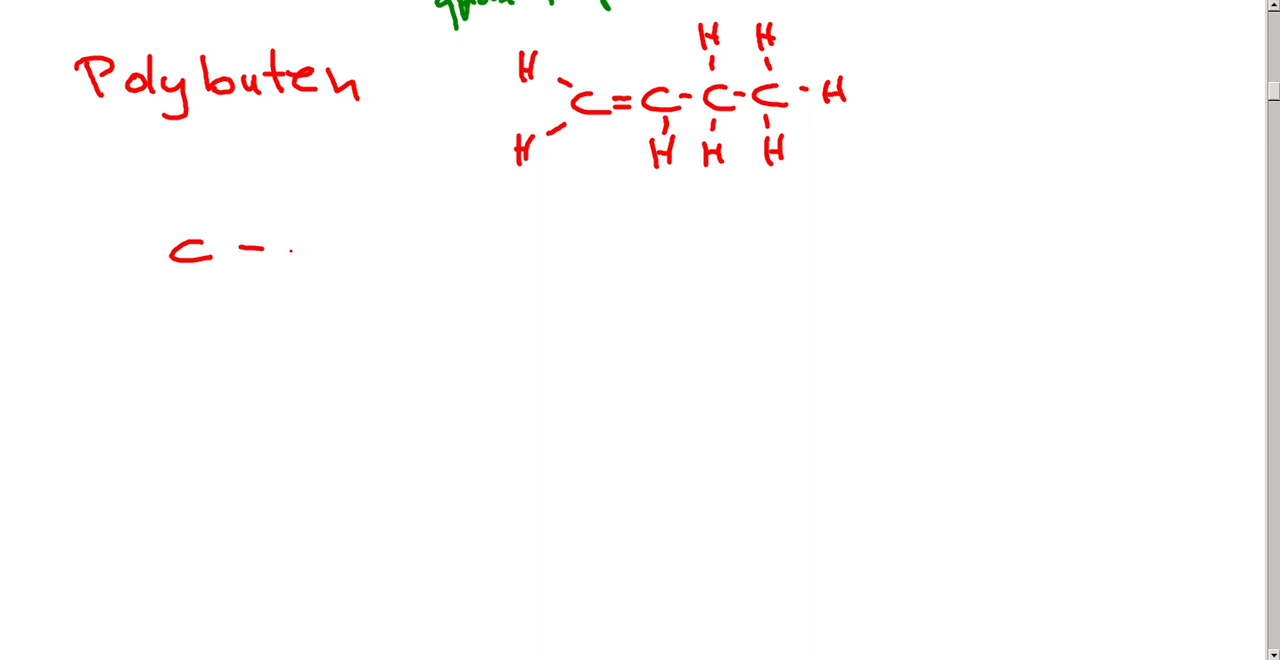 Polybuten
H H H
C=C-C-C-H
H H H H
C -